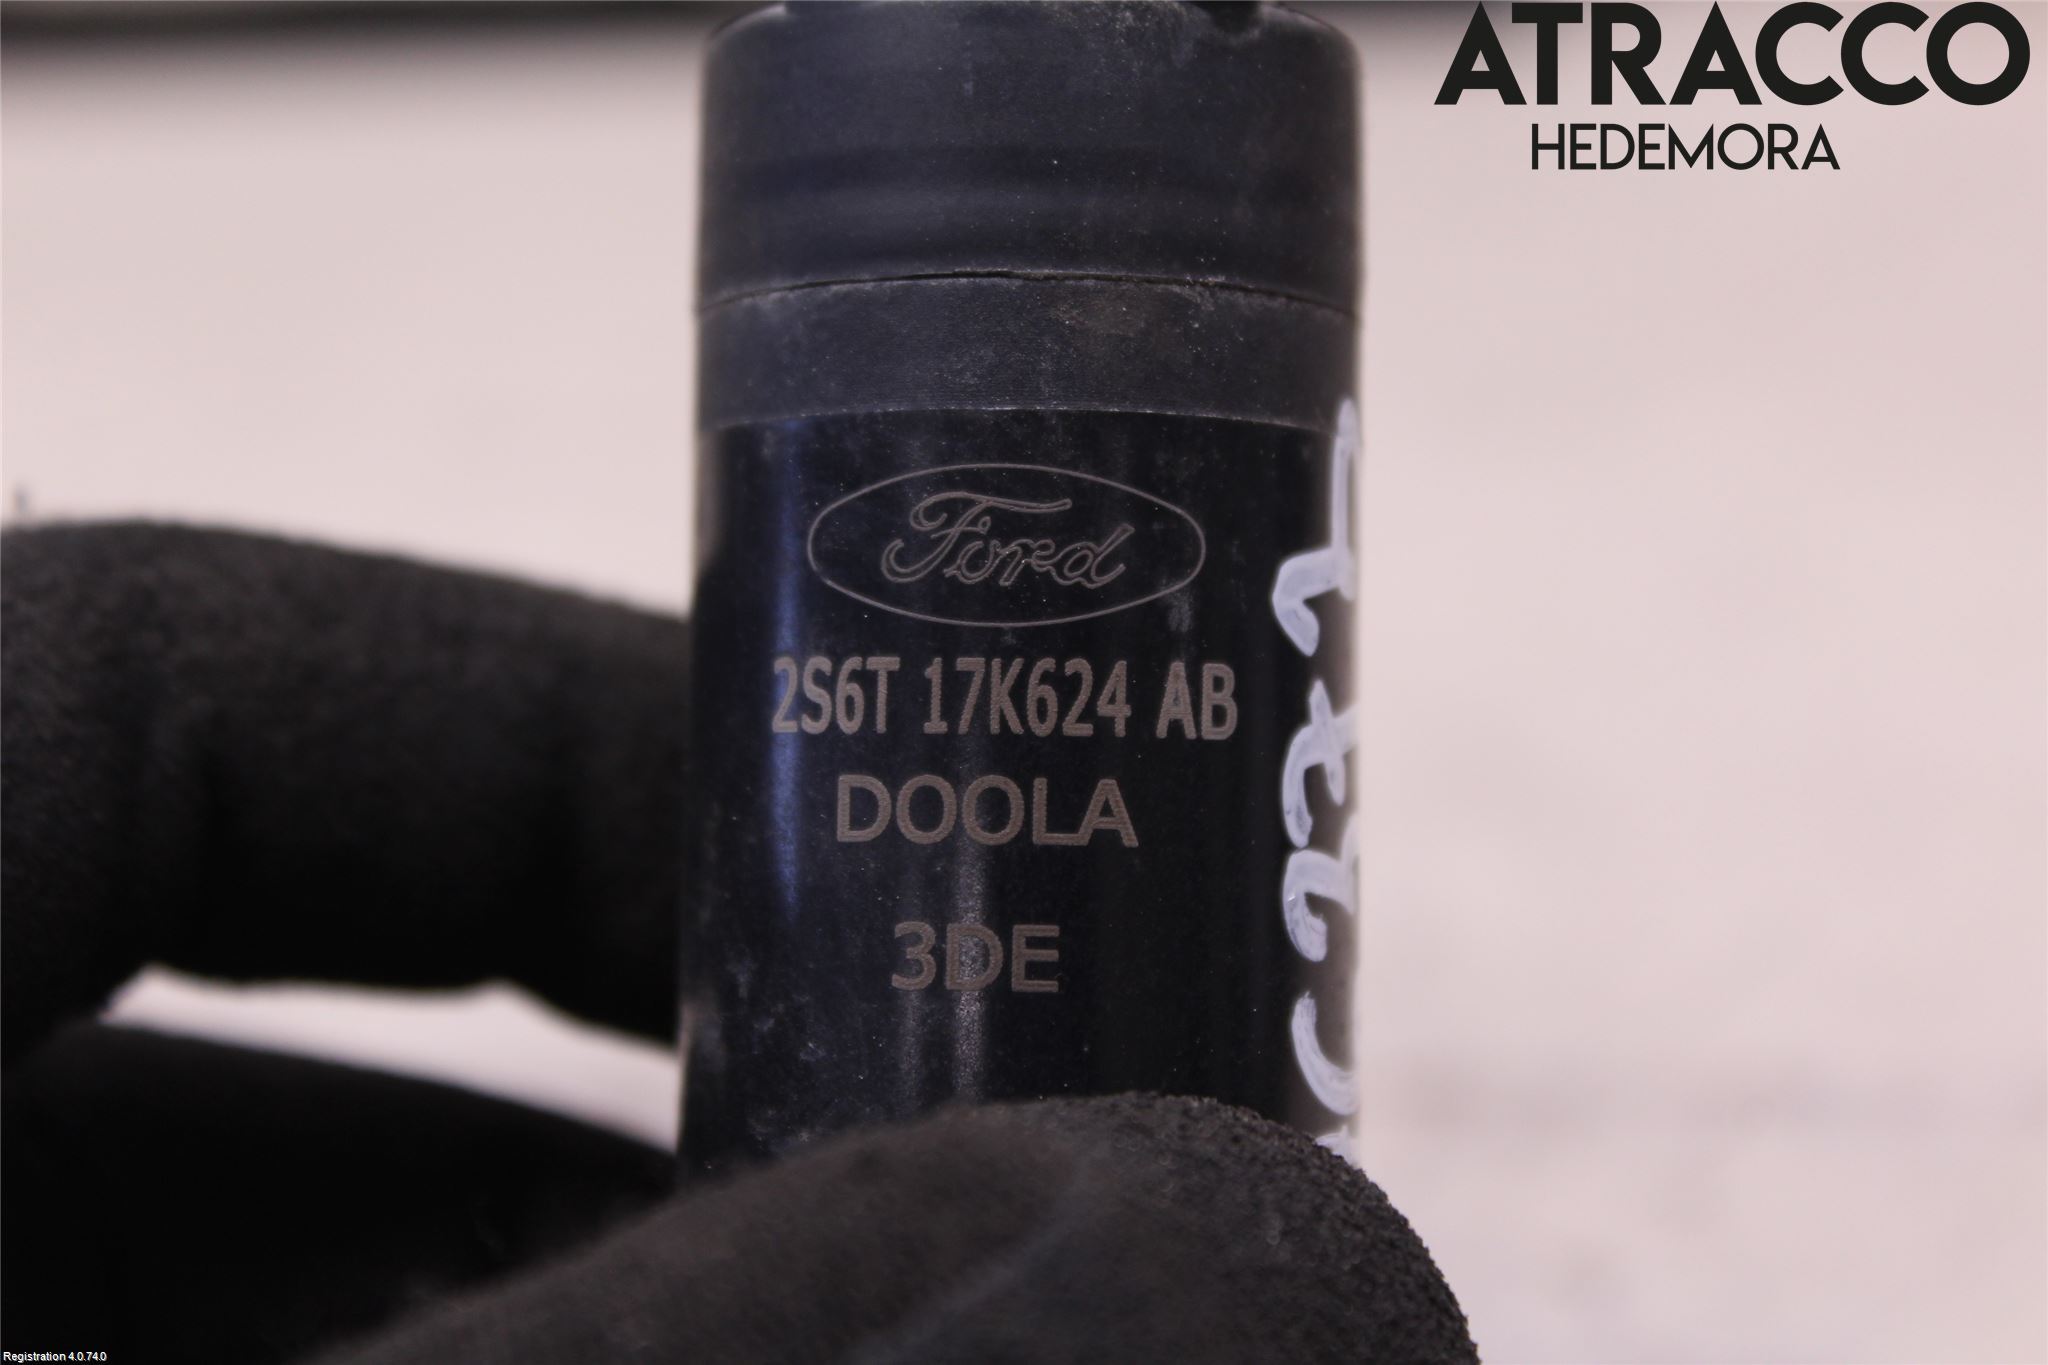 ATRACCO
HEDEMORA
Ford
2S6T 17K624 AB
DOOLA
3DE
Registration 4.0.74.0